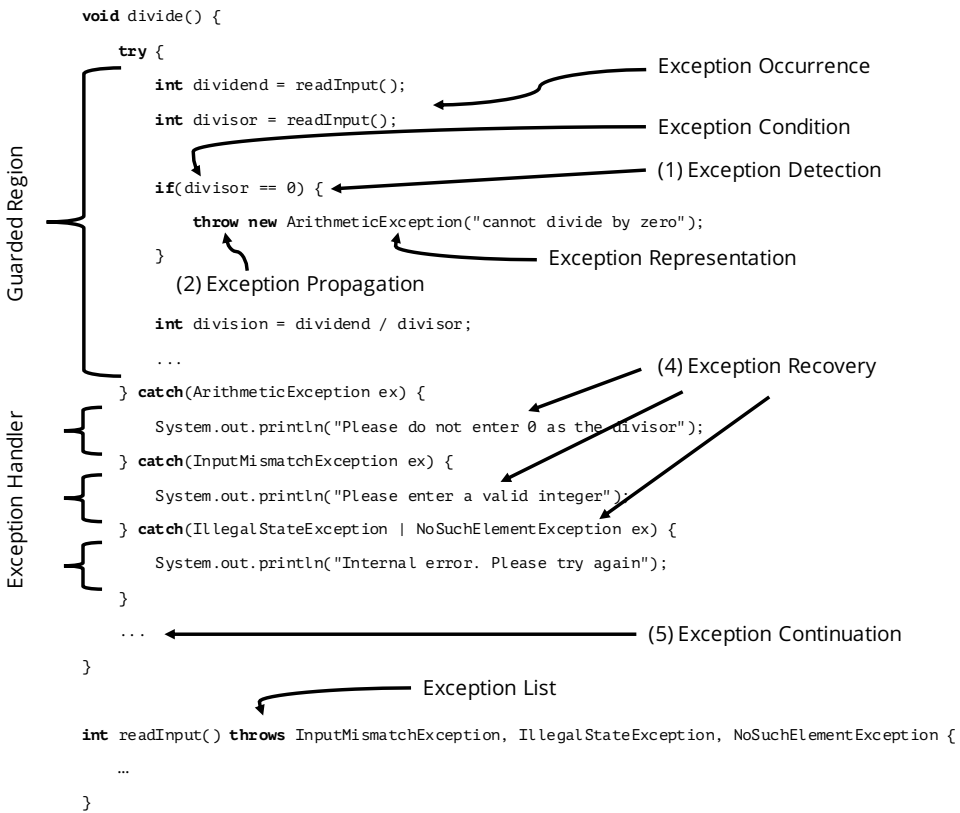 void divide() {
try {
int dividend = readInput();
Exception Occurrence
int divisor = readInput();
Exception Condition
(1) Exception Detection
if(divisor == 0) {
throw new ArithmeticException("cannot divide by zero");
}
Exception Representation
(2) Exception Propagation
Guarded Region
int division = dividend / divisor;
...
(4) Exception Recovery
} catch(ArithmeticException ex) {
System.out.println("Please do not enter 0 as the divisor");
} catch(InputMismatchException ex) {
System.out.println("Please enter a valid integer");
} catch(IllegalStateException | NoSuchElementException ex) {
System.out.println("Internal error. Please try again");
}
Exception Handler
...
(5) Exception Continuation
}
Exception List
int readInput() throws InputMismatchException, IllegalStateException, NoSuchElementException {
…
}